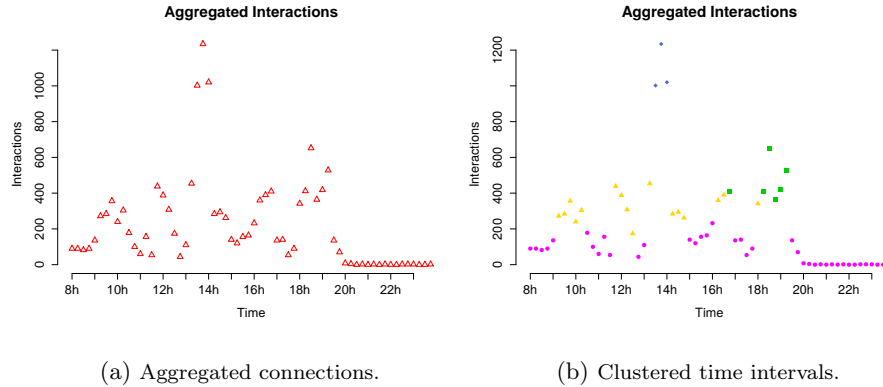 Aggregated Interactions
Interactions
1000
800
600
400
200
0
8h 10h 12h 14h 16h 18h 20h 22h
Time
(a) Aggregated connections.
Aggregated Interactions
Interactions
1200
1000
800
600
400
200
0
8h 10h 12h 14h 16h 18h 20h 22h
Time
(b) Clustered time intervals.